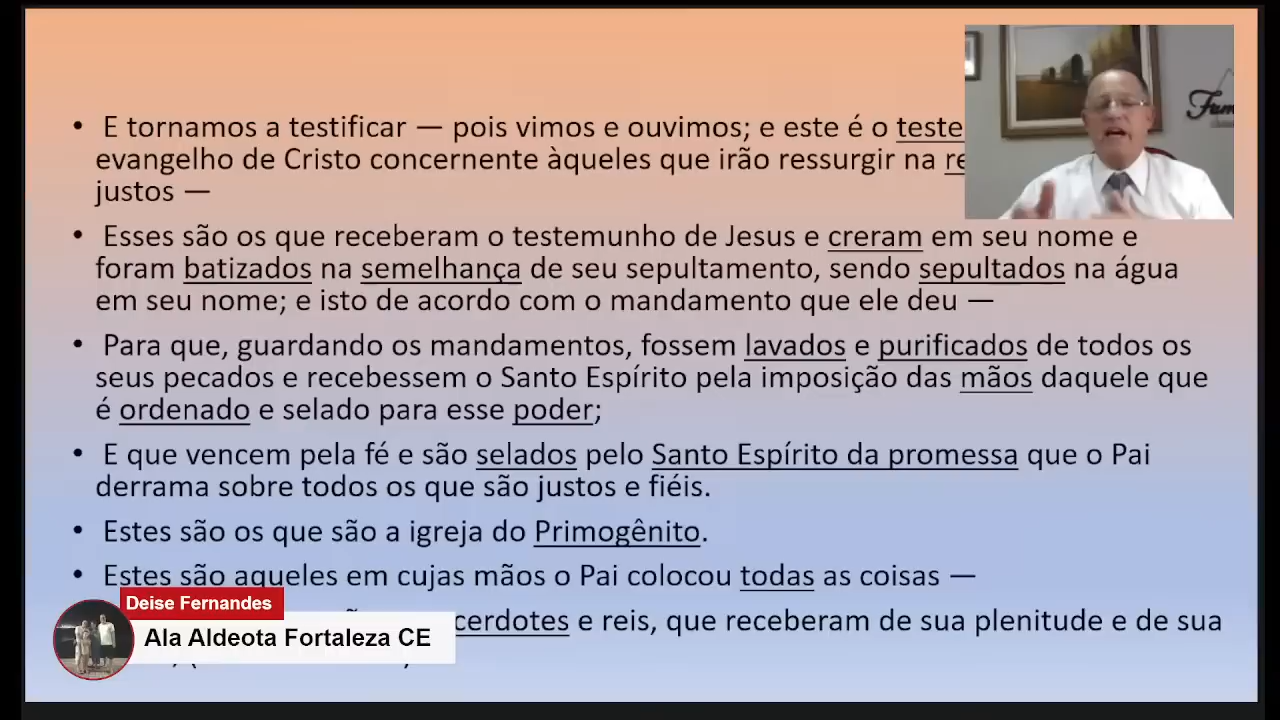 • E tornamos a testificar — pois vimos e ouvimos; e este é o
evangelho de Cristo concernente àqueles que irão ressurgir na
justos —
• Esses são os que receberam o testemunho de Jesus e creram em seu nome e
foram batizados na semelhança de seu sepultamento, sendo sepultados na água
em seu nome; e isto de acordo com o mandamento que ele deu —
• Para que, guardando os mandamentos, fossem lavados e purificados de todos os
seus pecados e recebessem o Santo Espírito pela imposição das mãos daquele que
é ordenado e selado para esse poder;
• E que vencem pela fé e são selados pelo Santo Espírito da promessa que o Pai
derrama sobre todos os que são justos e fiéis.
• Estes são os que são a igreja do Primogênito.
• Estes são aqueles em cujas mãos o Pai colocou todas as coisas —
e reis, que receberam de sua plenitude e de sua
Deise Fernandes
Ala Aldeota Fortaleza CE